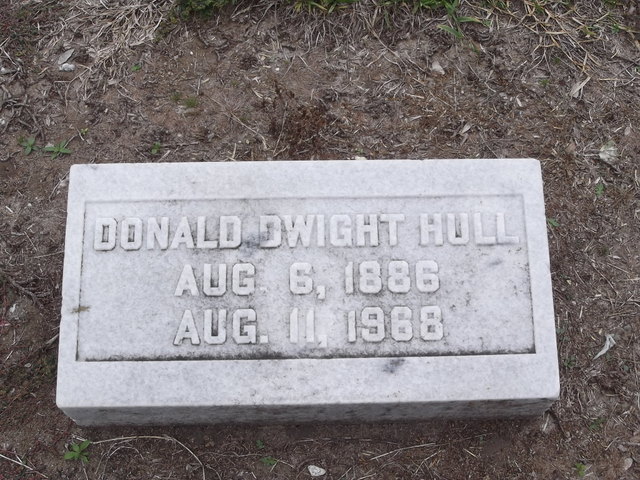 DONALD DWIGHT HULL
AUG 6, 1886
AUG. 11, 1968